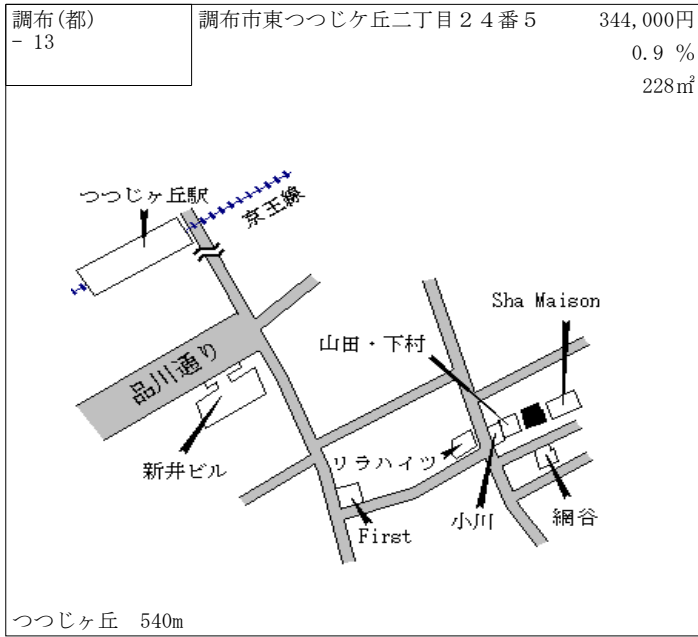 調布(都)
- 13
調布市東つつじケ丘二丁目２４番５
344,000円
0.9 %
228㎡
つつじヶ丘駅
京王線
Sha Maison
山田・下村
品川通り
新井ビル
リラハイツ
小川
網谷
First
つつじヶ丘　540m